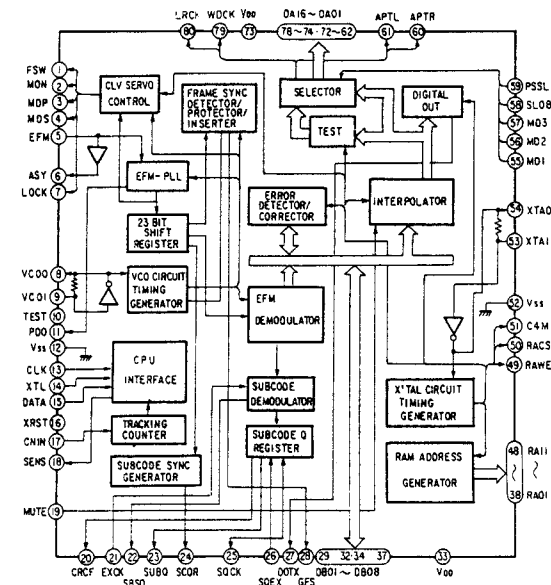 LRCK WDCK VDD DA16~DA01 APTL APTR
80 79 73 78~74·72~62 61 60
FSW 1
MON 2
MDP 3
MDS 4
EFM 5
ASY 6
LOCK 7
VCOO 8
VCOI 9
TEST 10
PDO 11
Vss 12
CLK 13
XTL 14
DATA 15
XRST 16
CNIN 17
SENS 18
MUTE 19
CLV SERVO
CONTROL
FRAME SYNC
DETECTOR/
PROTECTOR/
INSERTER
SELECTOR
DIGITAL
OUT
TEST
EFM-PLL
ERROR
DETECTOR/
CORRECTOR
INTERPOLATOR
23 BIT
SHIFT
REGISTER
VCO CIRCUIT
TIMING
GENERATOR
EFM
DEMODULATOR
CPU
INTERFACE
SUBCODE
DEMODULATOR
X'TAL CIRCUIT
TIMING
GENERATOR
TRACKING
COUNTER
SUBCODE Q
REGISTER
SUBCODE SYNC
GENERATOR
RAM ADDRESS
GENERATOR
59 PSSL
58 SLOB
57 MD3
56 MD2
55 MD1
54 XTAO
53 XTAI
52 Vss
51 C4M
50 RACS
49 RAWE
48 RA11
38 RA01
20 21 22 23 24 25 26 27 28 29 32·34 37 33
CRCF EXCK SBSO SUBQ SCOR SQCK SQEX DOTX GFS DB01~DB08 VDD